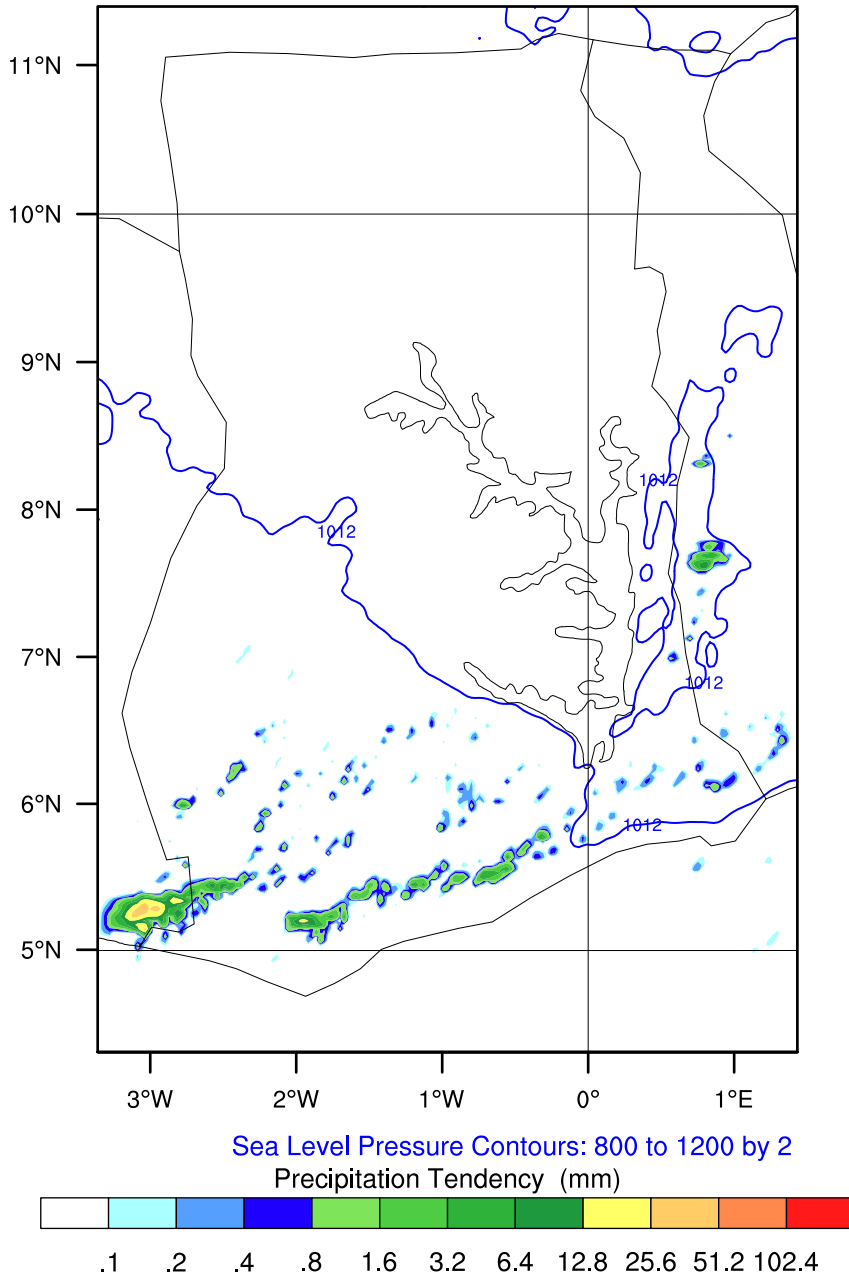 11°N
10°N
9°N
8°N
7°N
6°N
5°N
1012
1012
1012
1012
3°W 2°W 1°W 0° 1°E
Sea Level Pressure Contours: 800 to 1200 by 2
Precipitation Tendency (mm)
.1 .2 .4 .8 1.6 3.2 6.4 12.8 25.6 51.2 102.4